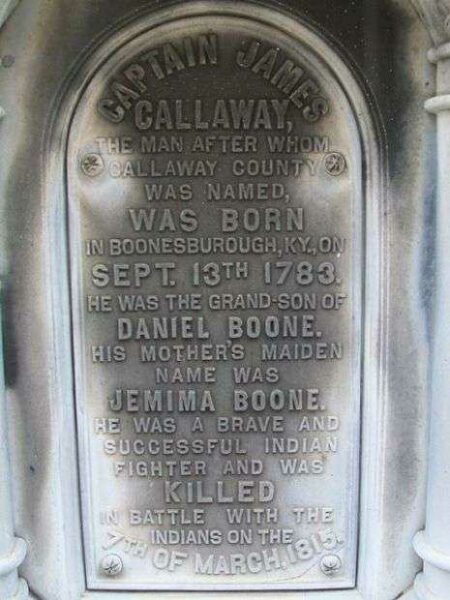 CAPTAIN JAMES
CALLAWAY,
THE MAN AFTER WHOM
CALLAWAY COUNTY
WAS NAMED,
WAS BORN
IN BOONESBUROUGH, KY., ON
SEPT. 13TH 1783.
HE WAS THE GRAND-SON OF
DANIEL BOONE.
HIS MOTHER'S MAIDEN
NAME WAS
JEMIMA BOONE.
HE WAS A BRAVE AND
SUCCESSFUL INDIAN
FIGHTER AND WAS
KILLED
IN BATTLE WITH THE
INDIANS ON THE
7TH OF MARCH, 1815.